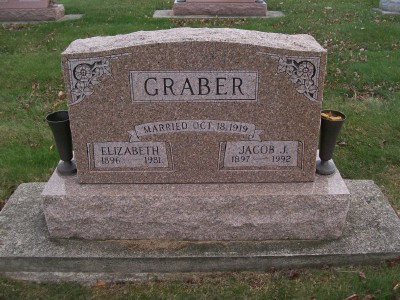 GRABER
MARRIED OCT. 18, 1919
ELIZABETH
1896 — 1981
JACOB J.
1897 — 1992